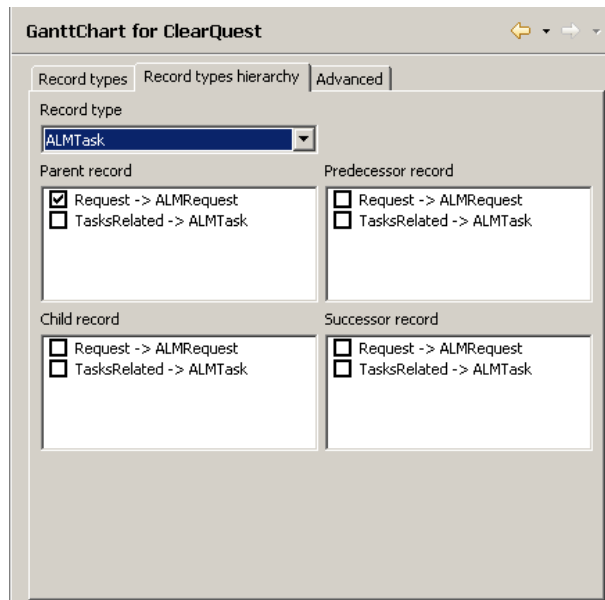 GanttChart for ClearQuest
Record types Record types hierarchy Advanced
Record type
ALMTask
Parent record
Request -> ALMRequest
TasksRelated -> ALMTask
Predecessor record
Request -> ALMRequest
TasksRelated -> ALMTask
Child record
Request -> ALMRequest
TasksRelated -> ALMTask
Successor record
Request -> ALMRequest
TasksRelated -> ALMTask